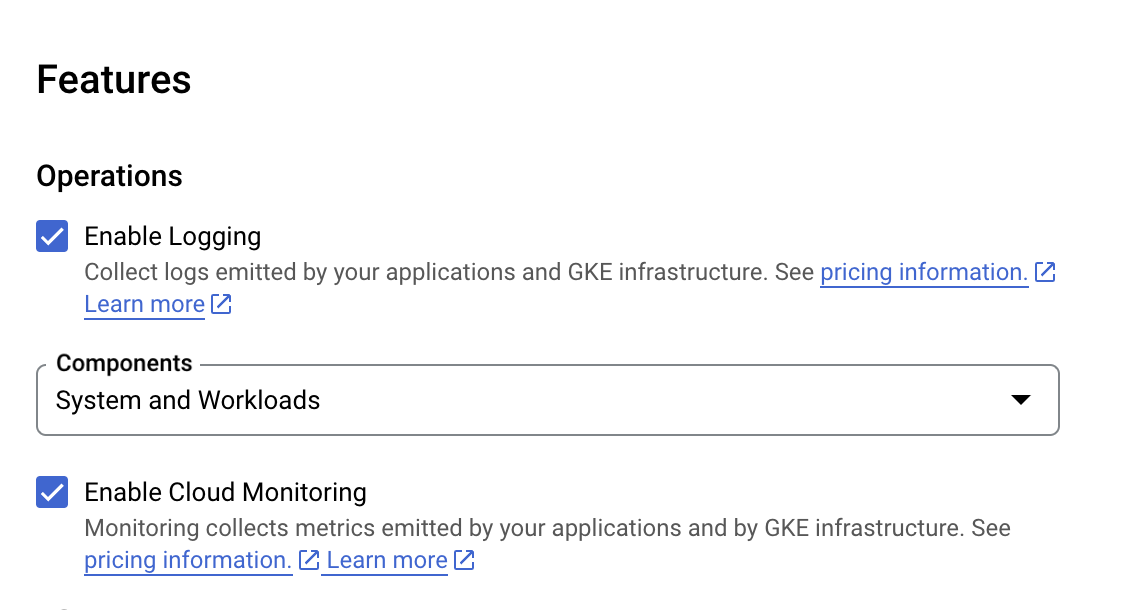 Features
Operations
Enable Logging
Collect logs emitted by your applications and GKE infrastructure. See pricing information.
Learn more
Components
System and Workloads
Enable Cloud Monitoring
Monitoring collects metrics emitted by your applications and by GKE infrastructure. See
pricing information. Learn more